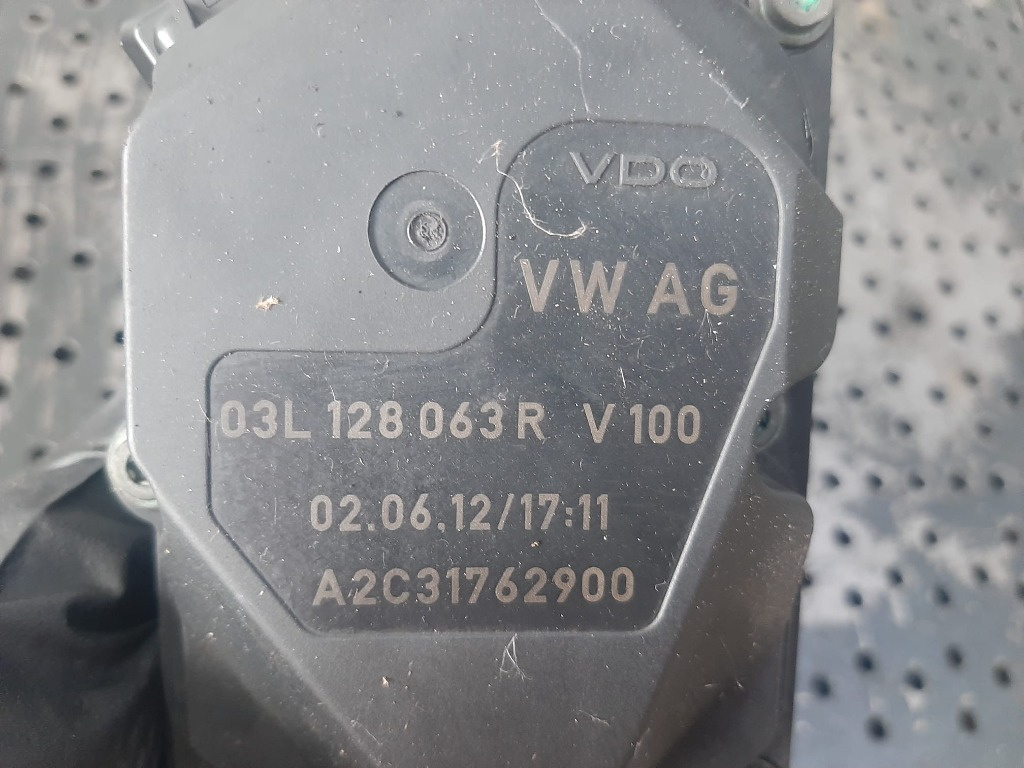 VDO
VW AG
03L 128 063 R V 100
02.06.12/17:11
A2C31762900